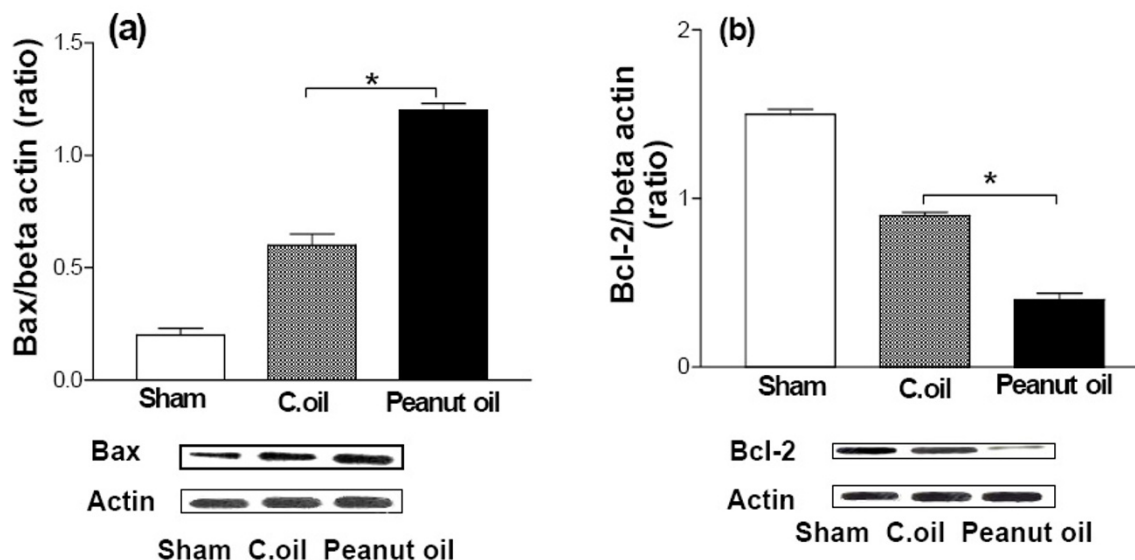 (a)
Bax/beta actin (ratio)
1.5
1.0
0.5
0.0
*
Sham C.oil Peanut oil
Bax
Actin
Sham C.oil Peanut oil
(b)
Bcl-2/beta actin
(ratio)
2
1
0
*
Sham C.oil Peanut oil
Bcl-2
Actin
Sham C.oil Peanut oil